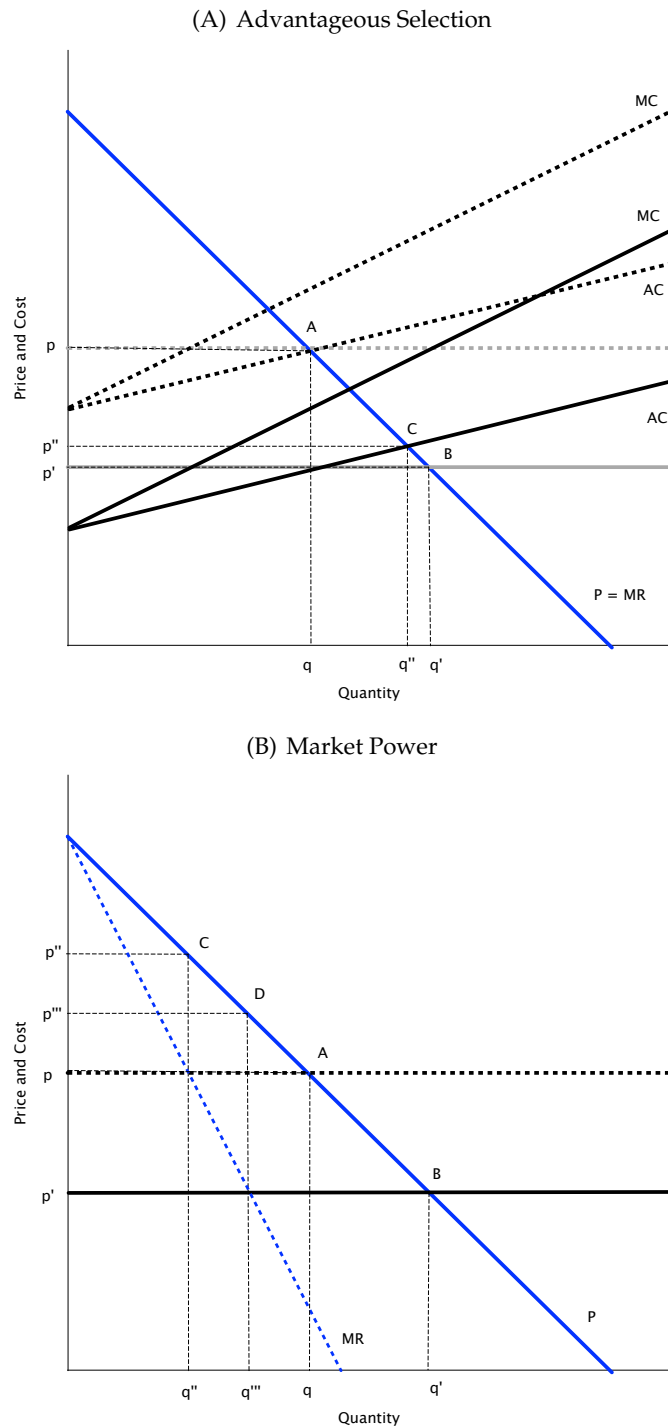 (A) Advantageous Selection
MC
MC
AC
A
p
Price and Cost
AC
C
p''
B
p'
P = MR
q
q''
q'
Quantity
(B) Market Power
p''
C
D
p'''
A
p
Price and Cost
B
p'
P
MR
q''
q'''
q
q'
Quantity